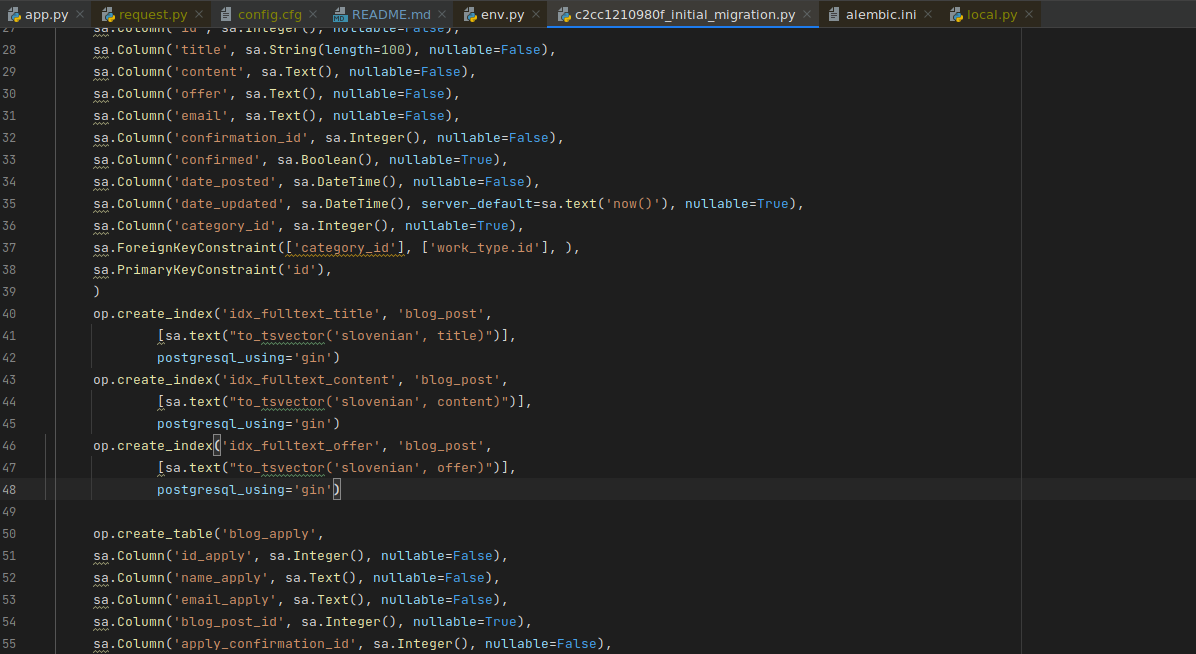 app.py
request.py
config.cfg
README.md
env.py
c2cc1210980f_initial_migration.py
alembic.ini
local.py
27 sa.Column('id', sa.Integer(), nullable=False),
28 sa.Column('title', sa.String(length=100), nullable=False),
29 sa.Column('content', sa.Text(), nullable=False),
30 sa.Column('offer', sa.Text(), nullable=False),
31 sa.Column('email', sa.Text(), nullable=False),
32 sa.Column('confirmation_id', sa.Integer(), nullable=False),
33 sa.Column('confirmed', sa.Boolean(), nullable=True),
34 sa.Column('date_posted', sa.DateTime(), nullable=False),
35 sa.Column('date_updated', sa.DateTime(), server_default=sa.text('now()'), nullable=True),
36 sa.Column('category_id', sa.Integer(), nullable=True),
37 sa.ForeignKeyConstraint(['category_id'], ['work_type.id'], ),
38 sa.PrimaryKeyConstraint('id'),
39 )
40 op.create_index('idx_fulltext_title', 'blog_post',
41 [sa.text("to_tsvector('slovenian', title)")],
42 postgresql_using='gin')
43 op.create_index('idx_fulltext_content', 'blog_post',
44 [sa.text("to_tsvector('slovenian', content)")],
45 postgresql_using='gin')
46 op.create_index('idx_fulltext_offer', 'blog_post',
47 [sa.text("to_tsvector('slovenian', offer)")],
48 postgresql_using='gin')
49
50 op.create_table('blog_apply',
51 sa.Column('id_apply', sa.Integer(), nullable=False),
52 sa.Column('name_apply', sa.Text(), nullable=False),
53 sa.Column('email_apply', sa.Text(), nullable=False),
54 sa.Column('blog_post_id', sa.Integer(), nullable=True),
55 sa.Column('apply_confirmation_id', sa.Integer(), nullable=False),